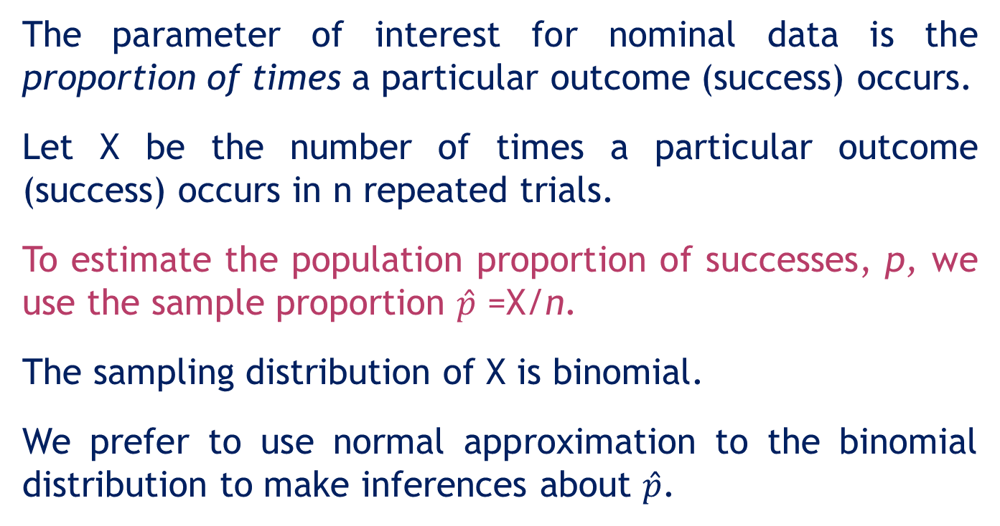 The parameter of interest for nominal data is the
proportion of times a particular outcome (success) occurs.
Let X be the number of times a particular outcome
(success) occurs in n repeated trials.
To estimate the population proportion of successes, p, we
use the sample proportion p̂ =X/n.
The sampling distribution of X is binomial.
We prefer to use normal approximation to the binomial
distribution to make inferences about p̂.